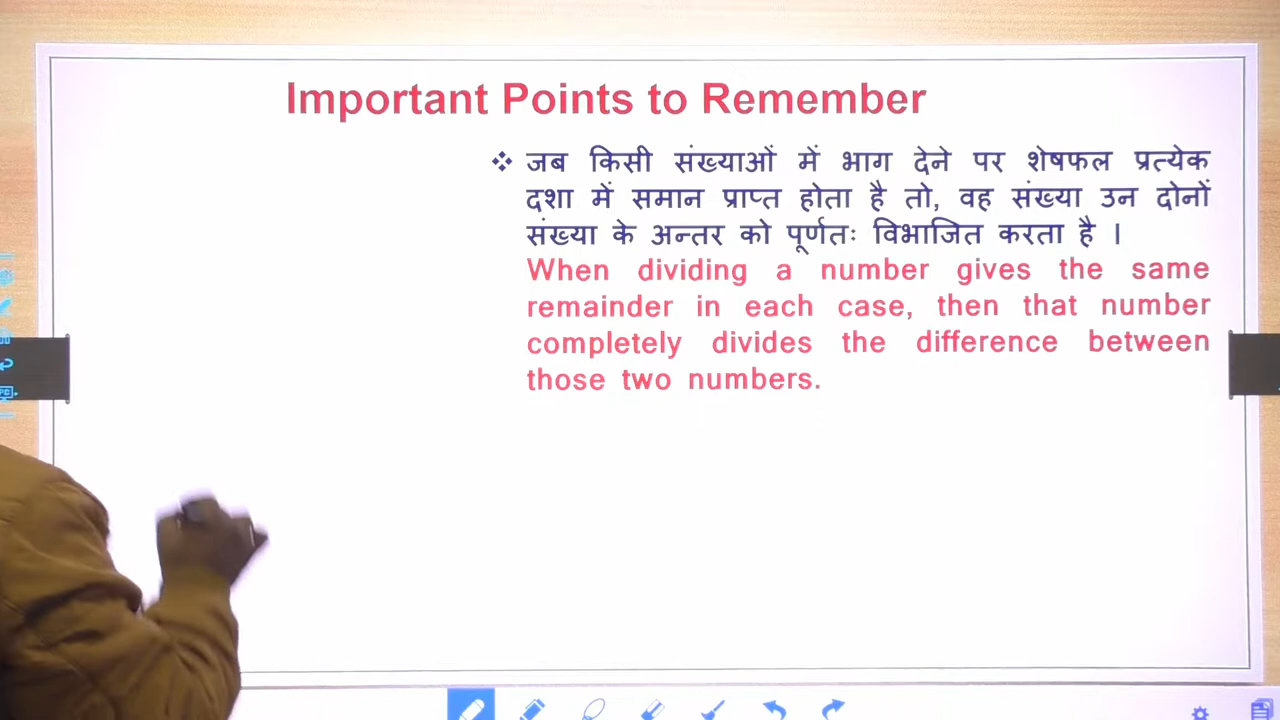 Important Points to Remember
❖ जब किसी संख्याओं में भाग देने पर शेषफल प्रत्येक
दशा में समान प्राप्त होता है तो, वह संख्या उन दोनों
संख्या के अन्तर को पूर्णतः विभाजित करता है ।
When dividing a number gives the same
remainder in each case, then that number
completely divides the difference between
those two numbers.